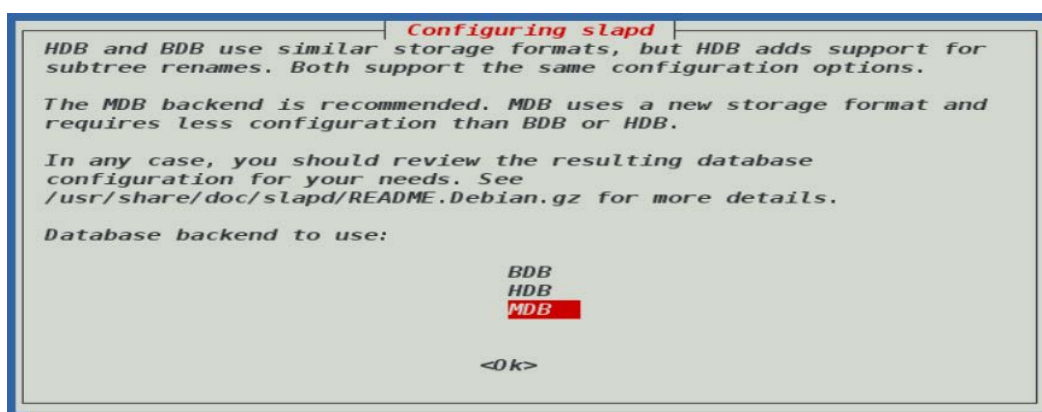 Configuring slapd
HDB and BDB use similar storage formats, but HDB adds support for
subtree renames. Both support the same configuration options.
The MDB backend is recommended. MDB uses a new storage format and
requires less configuration than BDB or HDB.
In any case, you should review the resulting database
configuration for your needs. See
/usr/share/doc/slapd/README.Debian.gz for more details.
Database backend to use:
BDB
HDB
MDB
<Ok>